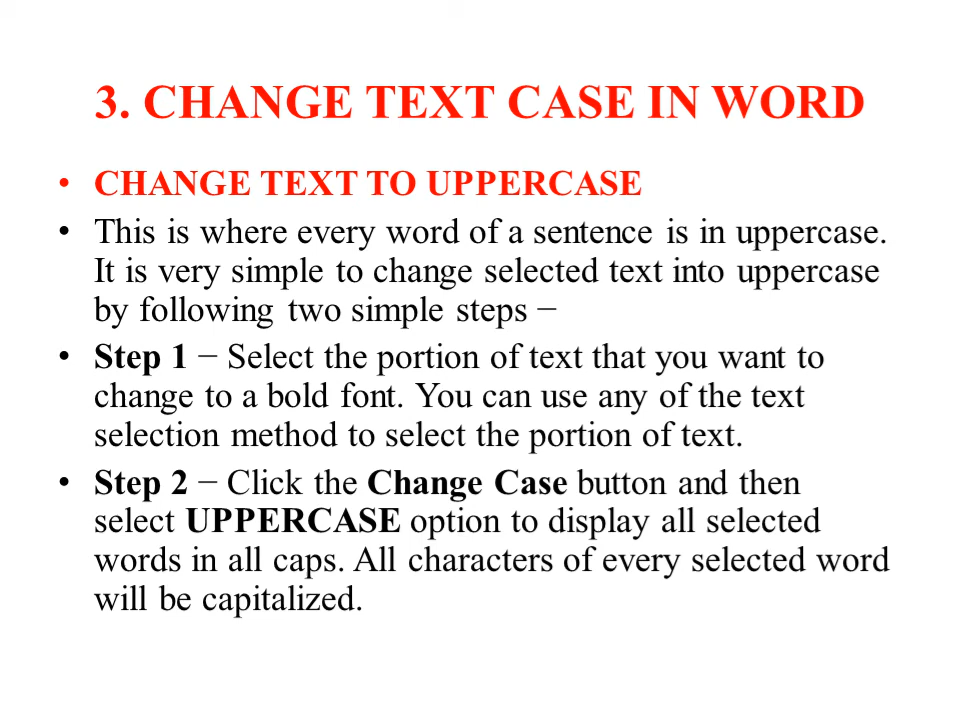 3. CHANGE TEXT CASE IN WORD
• CHANGE TEXT TO UPPERCASE
• This is where every word of a sentence is in uppercase.
It is very simple to change selected text into uppercase
by following two simple steps −
• Step 1 − Select the portion of text that you want to
change to a bold font. You can use any of the text
selection method to select the portion of text.
• Step 2 − Click the Change Case button and then
select UPPERCASE option to display all selected
words in all caps. All characters of every selected word
will be capitalized.